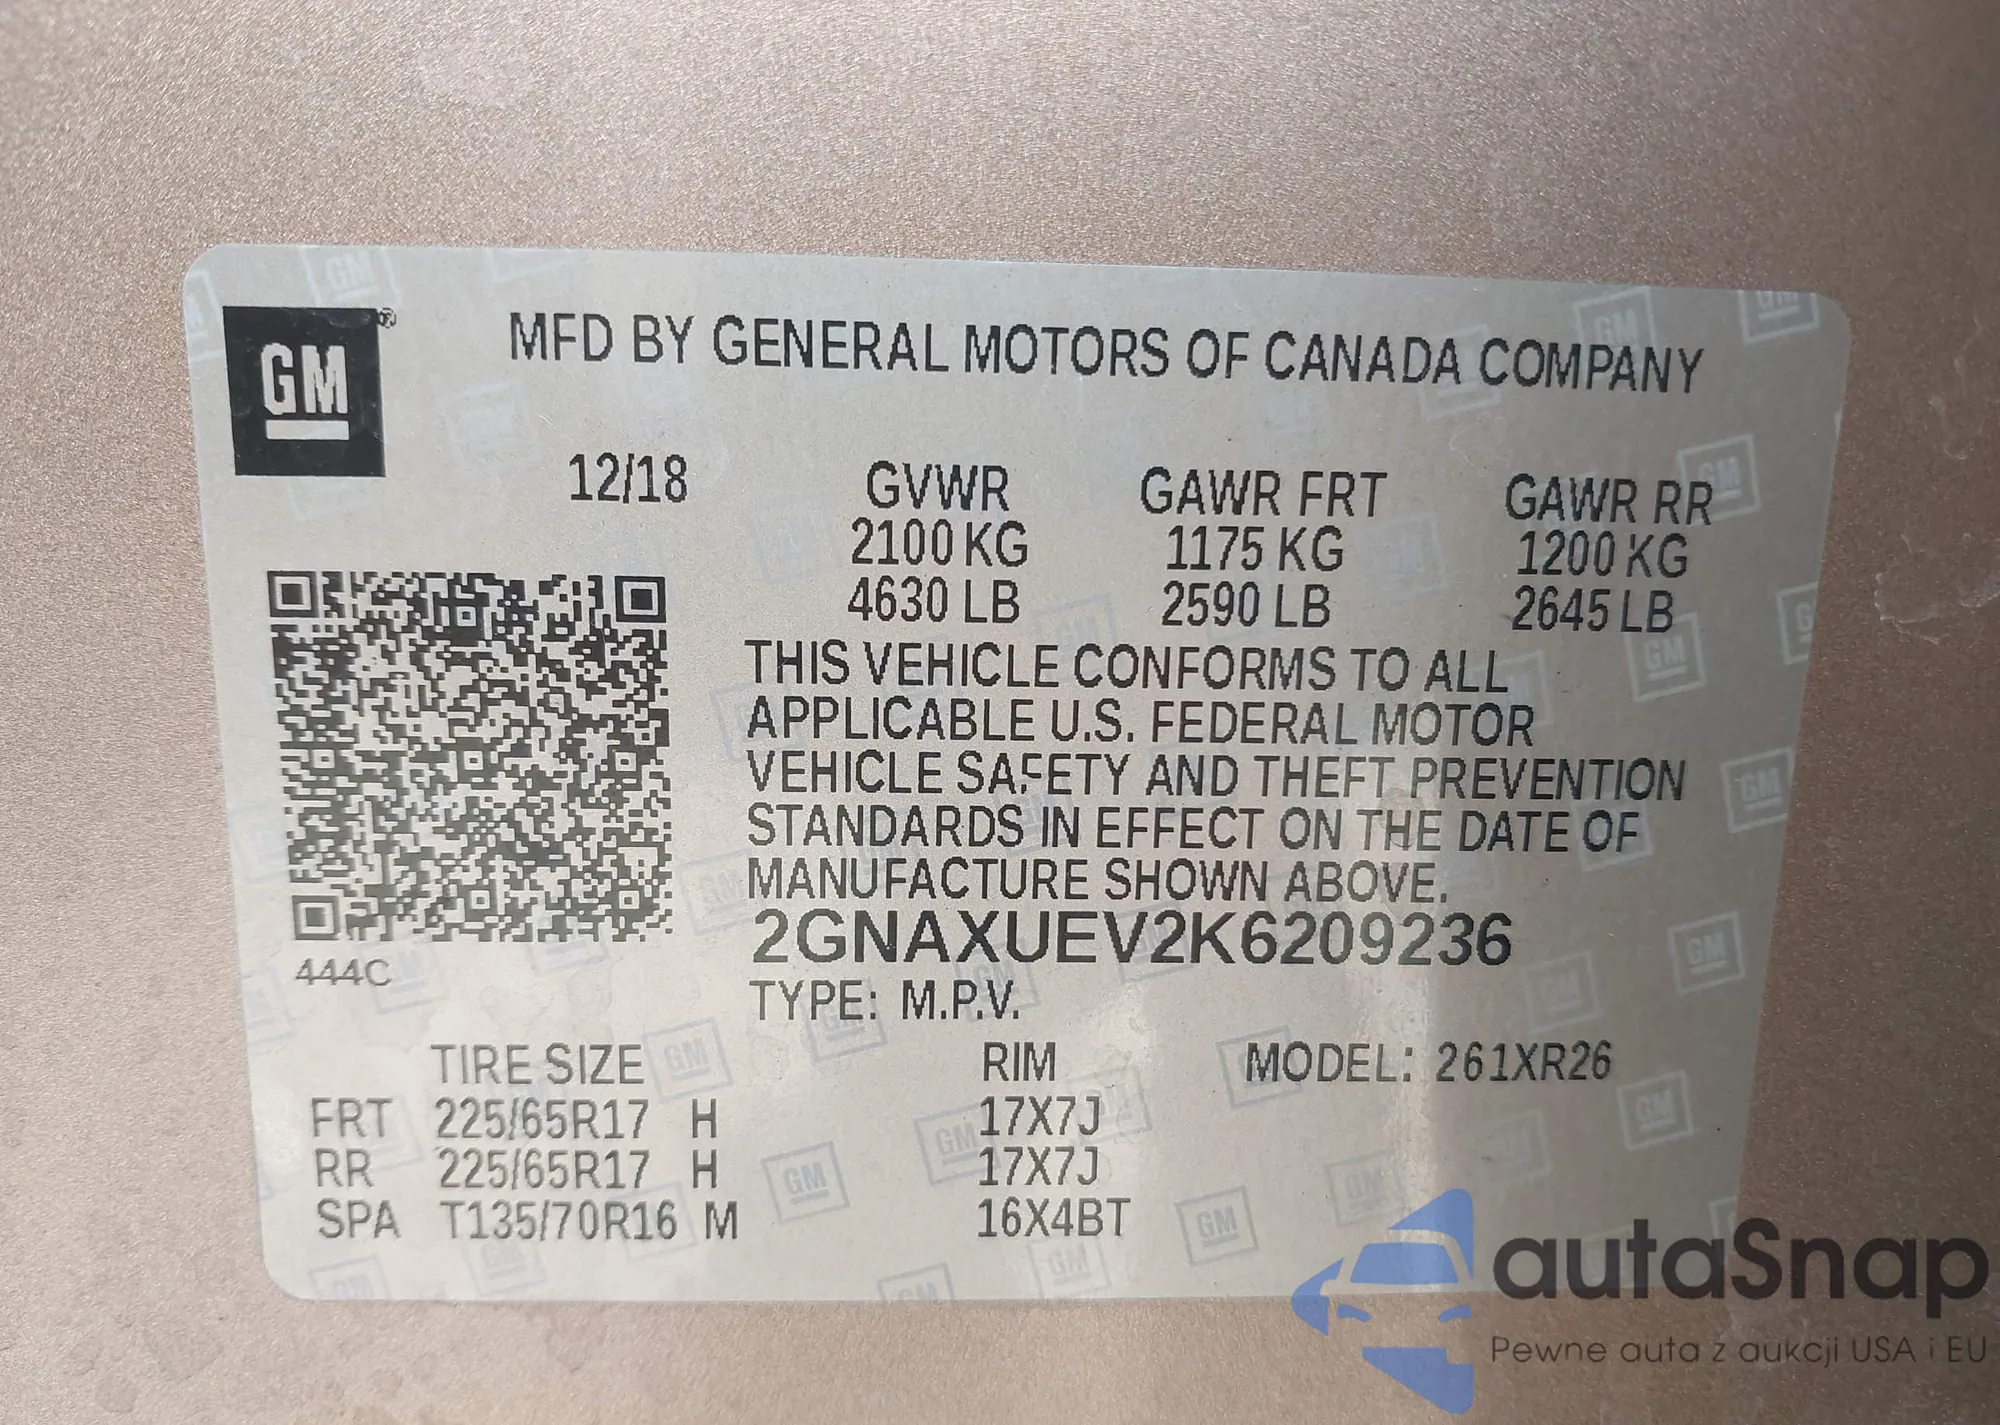 GM
MFD BY GENERAL MOTORS OF CANADA COMPANY
12/18 GVWR GAWR FRT GAWR RR
2100 KG 1175 KG 1200 KG
4630 LB 2590 LB 2645 LB
THIS VEHICLE CONFORMS TO ALL
APPLICABLE U.S. FEDERAL MOTOR
VEHICLE SAFETY AND THEFT PREVENTION
STANDARDS IN EFFECT ON THE DATE OF
MANUFACTURE SHOWN ABOVE.
2GNAXUEV2K6209236
444C
TYPE: M.P.V.
TIRE SIZE RIM MODEL: 261XR26
FRT 225/65R17 H 17X7J
RR 225/65R17 H 17X7J
SPA T135/70R16 M 16X4BT
autaSnap
Pewne auta z aukcji USA i EU